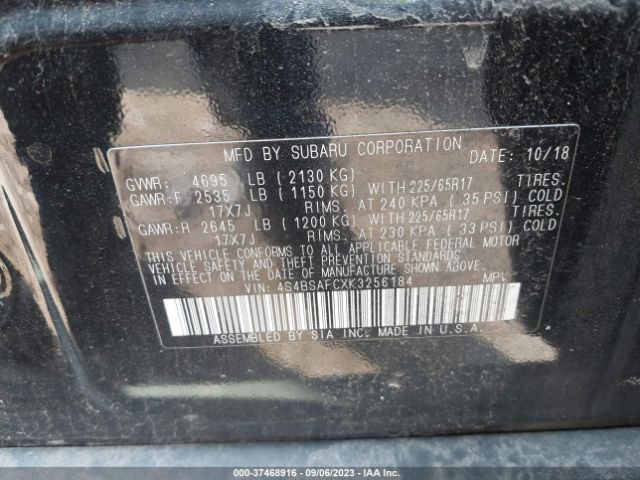 MFD BY SUBARU CORPORATION DATE: 10/18
GVWR: 4695 LB ( 2130 KG)
GAWR:F 2535 LB ( 1150 KG) WITH 225/65R17 TIRES.
17X7J RIMS. AT 240 KPA ( 35 PSI) COLD
GAWR:R 2645 LB ( 1200 KG) WITH 225/65R17 TIRES.
17X7J RIMS. AT 230 KPA ( 33 PSI) COLD
THIS VEHICLE CONFORMS TO ALL APPLICABLE FEDERAL MOTOR
VEHICLE SAFETY AND THEFT PREVENTION STANDARDS
IN EFFECT ON THE DATE OF MANUFACTURE SHOWN ABOVE.
VIN: 4S4BSAFCXK3256184 MPV
ASSEMBLED BY SIA INC. MADE IN U.S.A.
000-37468916 - 09/06/2023 - IAA Inc.